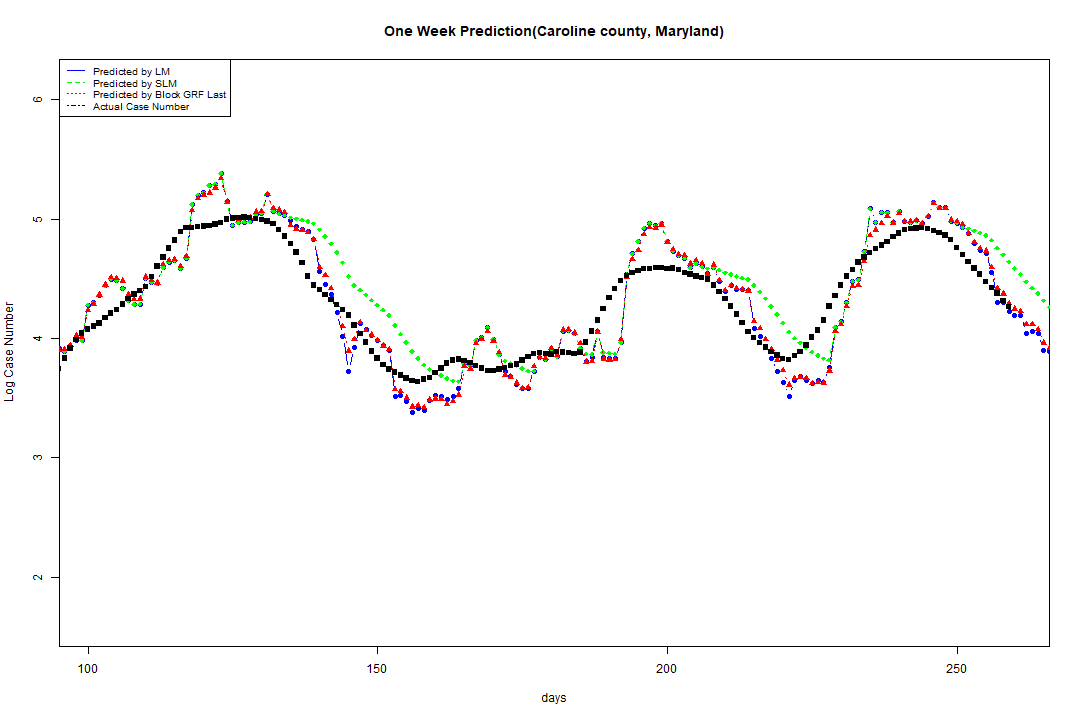 One Week Prediction(Caroline county, Maryland)
Predicted by LM
Predicted by SLM
Predicted by Block GRF Last
Actual Case Number
6
5
4
3
2
Log Case Number
100 150 200 250
days